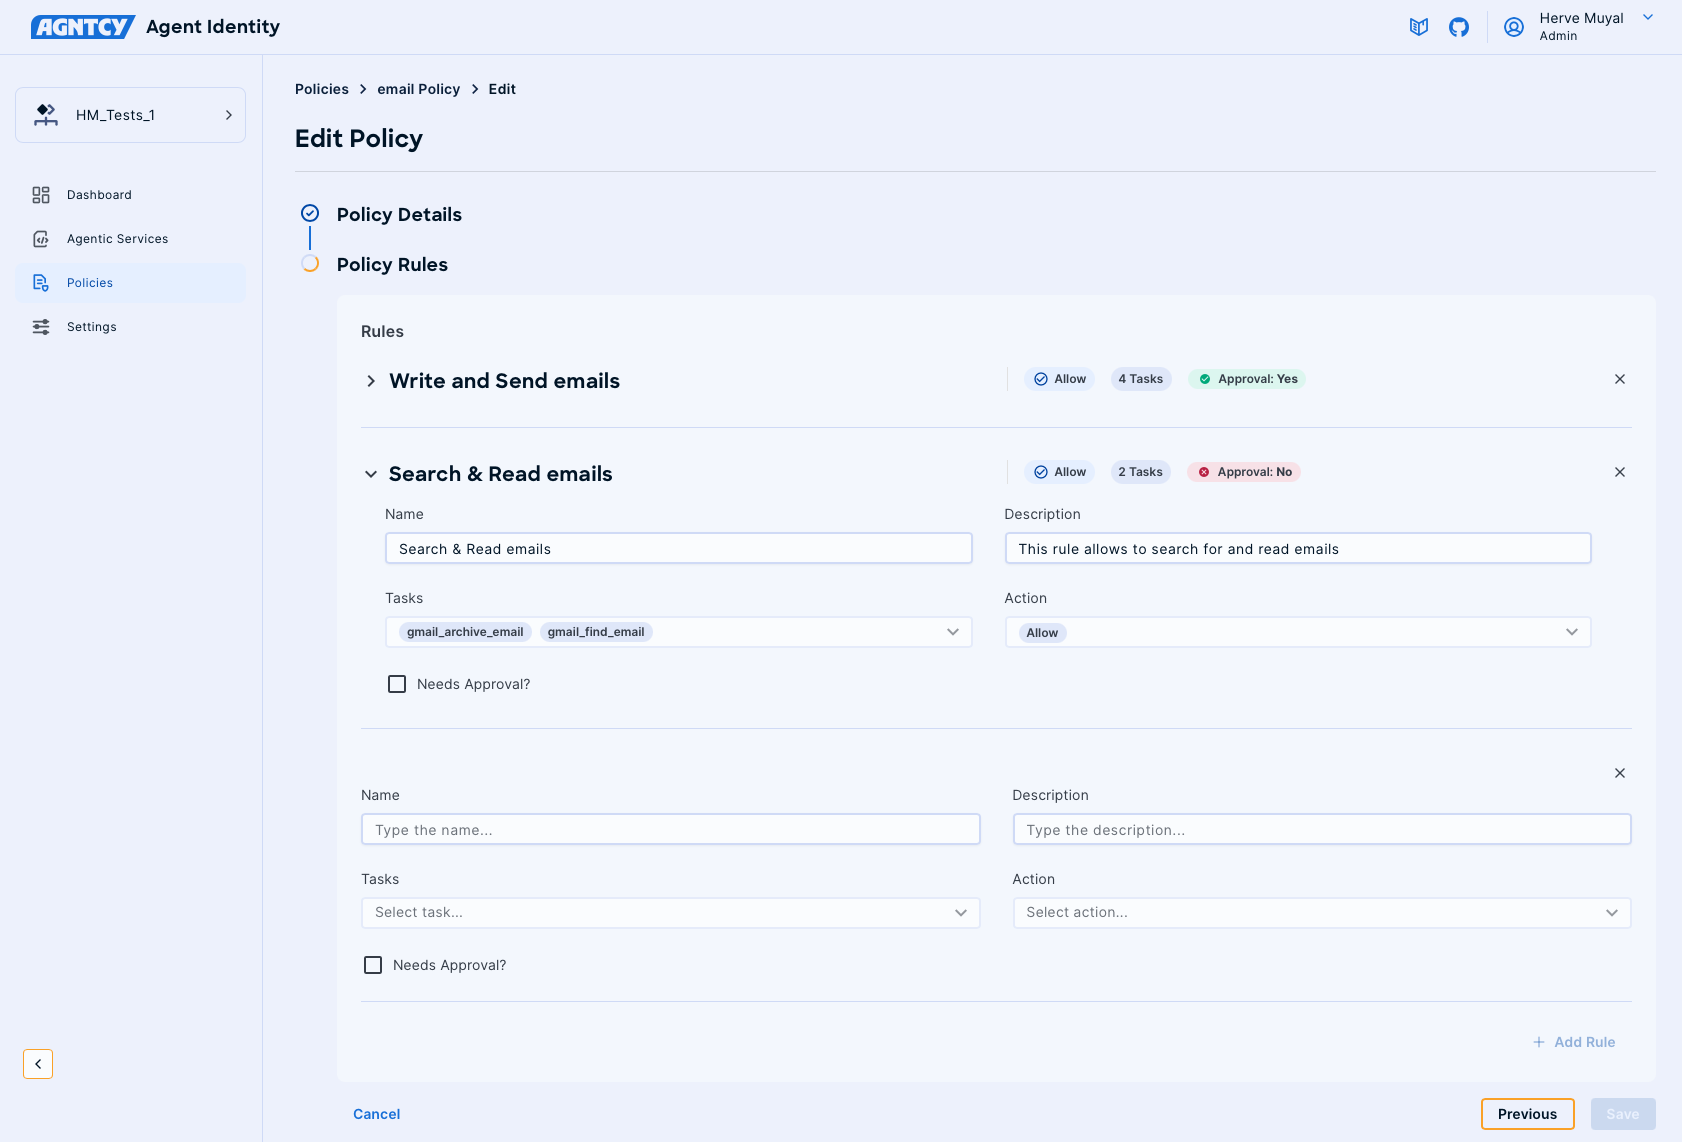 AGNTCY Agent Identity
Herve Muyal
Admin
HM_Tests_1
Dashboard
Agentic Services
Policies
Settings
Policies > email Policy > Edit
Edit Policy
Policy Details
Policy Rules
Rules
Write and Send emails
Allow 4 Tasks Approval: Yes
Search & Read emails
Allow 2 Tasks Approval: No
Name Description
Search & Read emails This rule allows to search for and read emails
Tasks Action
gmail_archive_email gmail_find_email Allow
Needs Approval?
Name Description
Type the name... Type the description...
Tasks Action
Select task... Select action...
Needs Approval?
+ Add Rule
Cancel Previous Save